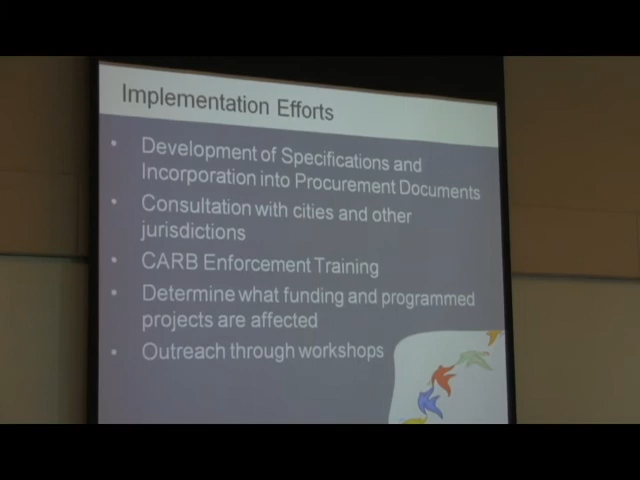 Implementation Efforts
• Development of Specifications and
Incorporation into Procurement Documents
• Consultation with cities and other
jurisdictions
• CARB Enforcement Training
• Determine what funding and programmed
projects are affected
• Outreach through workshops